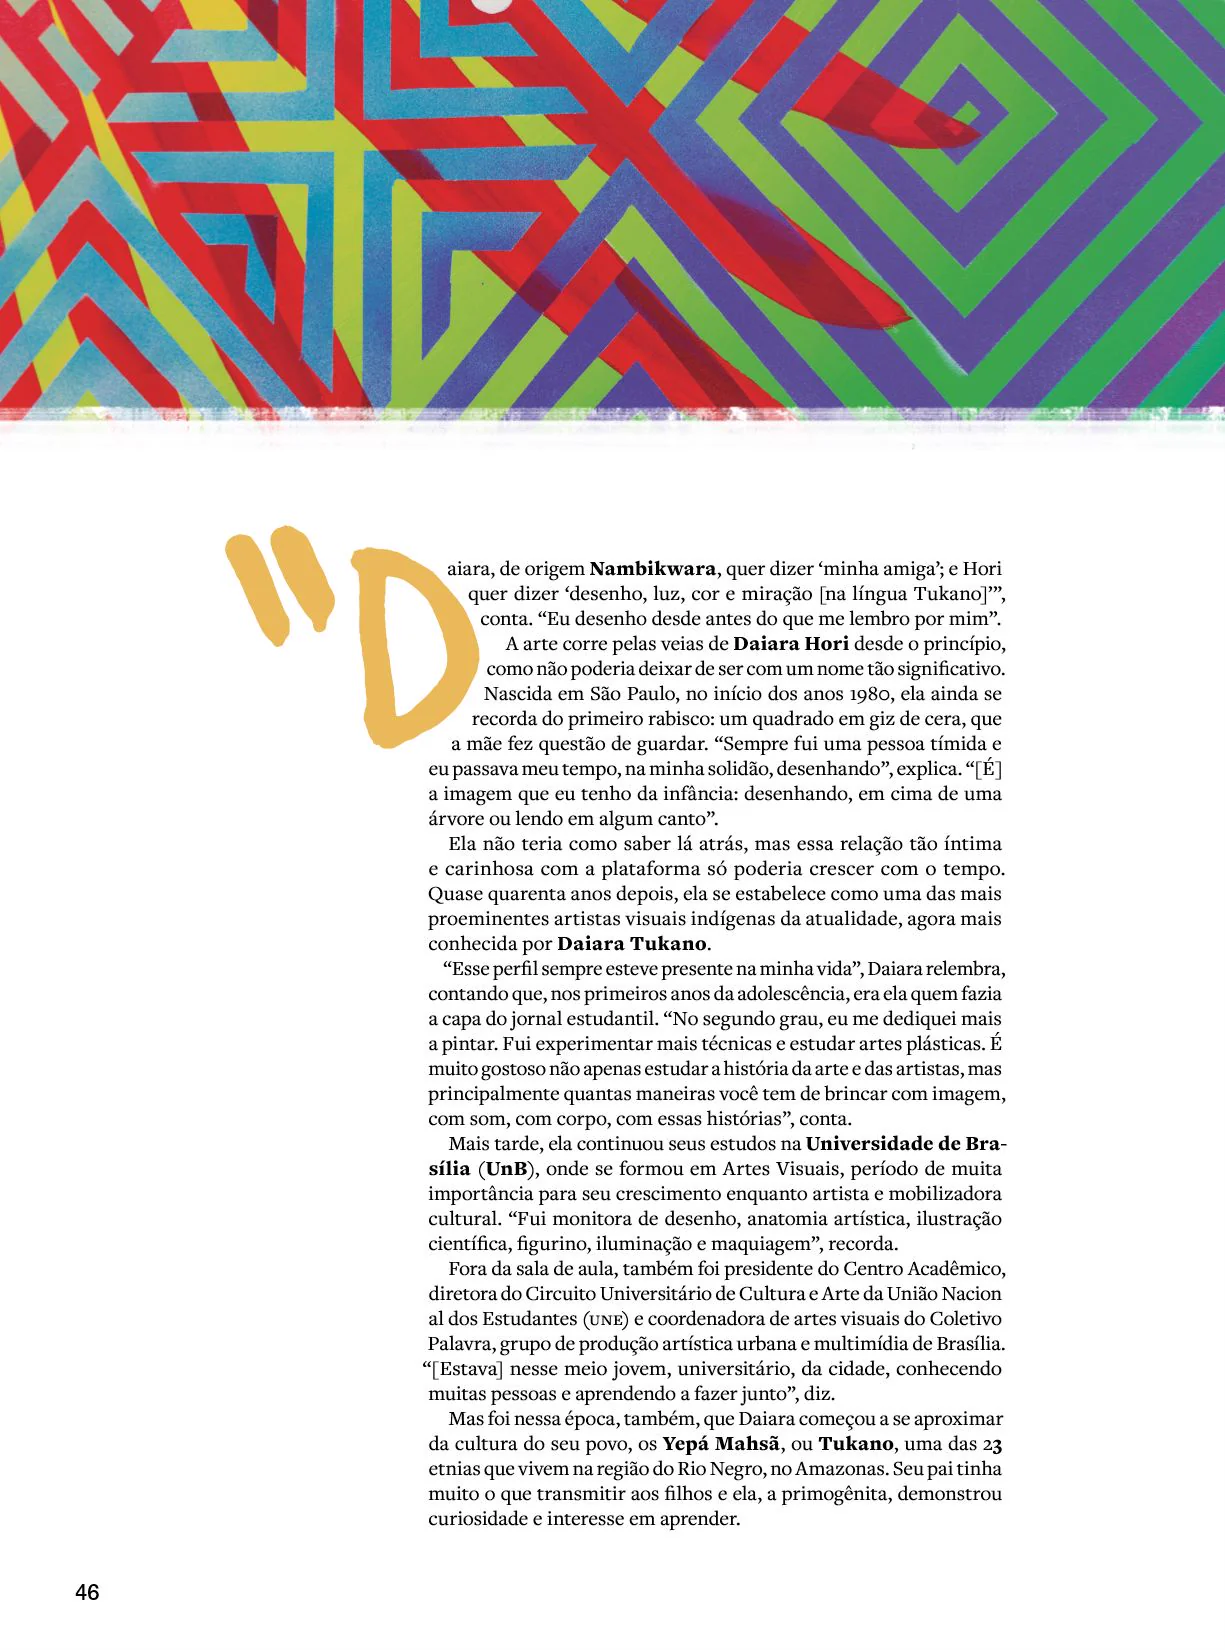 "Daiara, de origem Nambikwara, quer dizer ‘minha amiga’; e Hori
quer dizer ‘desenho, luz, cor e miração [na língua Tukano]’”,
conta. “Eu desenho desde antes do que me lembro por mim”.
A arte corre pelas veias de Daiara Hori desde o princípio,
como não poderia deixar de ser com um nome tão significativo.
Nascida em São Paulo, no início dos anos 1980, ela ainda se
recorda do primeiro rabisco: um quadrado em giz de cera, que
a mãe fez questão de guardar. “Sempre fui uma pessoa tímida e
eu passava meu tempo, na minha solidão, desenhando”, explica. “[É]
a imagem que eu tenho da infância: desenhando, em cima de uma
árvore ou lendo em algum canto”.
Ela não teria como saber lá atrás, mas essa relação tão íntima
e carinhosa com a plataforma só poderia crescer com o tempo.
Quase quarenta anos depois, ela se estabelece como uma das mais
proeminentes artistas visuais indígenas da atualidade, agora mais
conhecida por Daiara Tukano.
“Esse perfil sempre esteve presente na minha vida”, Daiara relembra,
contando que, nos primeiros anos da adolescência, era ela quem fazia
a capa do jornal estudantil. “No segundo grau, eu me dediquei mais
a pintar. Fui experimentar mais técnicas e estudar artes plásticas. É
muito gostoso não apenas estudar a história da arte e das artistas, mas
principalmente quantas maneiras você tem de brincar com imagem,
com som, com corpo, com essas histórias”, conta.
Mais tarde, ela continuou seus estudos na Universidade de Bra-
sília (UnB), onde se formou em Artes Visuais, período de muita
importância para seu crescimento enquanto artista e mobilizadora
cultural. “Fui monitora de desenho, anatomia artística, ilustração
científica, figurino, iluminação e maquiagem”, recorda.
Fora da sala de aula, também foi presidente do Centro Acadêmico,
diretora do Circuito Universitário de Cultura e Arte da União Nacion
al dos Estudantes (UNE) e coordenadora de artes visuais do Coletivo
Palavra, grupo de produção artística urbana e multimídia de Brasília.
“[Estava] nesse meio jovem, universitário, da cidade, conhecendo
muitas pessoas e aprendendo a fazer junto”, diz.
Mas foi nessa época, também, que Daiara começou a se aproximar
da cultura do seu povo, os Yepá Mahsã, ou Tukano, uma das 23
etnias que vivem na região do Rio Negro, no Amazonas. Seu pai tinha
muito o que transmitir aos filhos e ela, a primogênita, demonstrou
curiosidade e interesse em aprender.
46